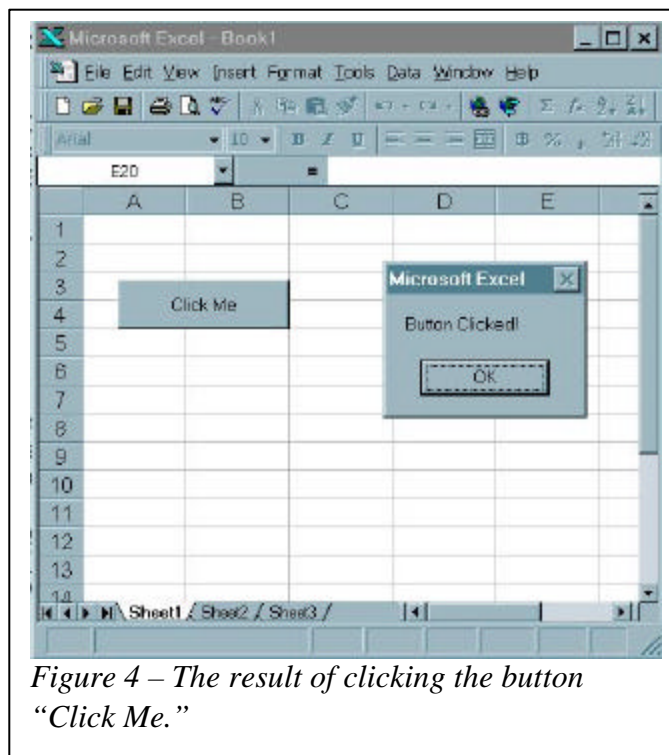 Microsoft Excel - Book1
File Edit View Insert Format Tools Data Window Help
Arial 10 B I U
E20 =
A B C D E
1
2
3
4
5
6
7
8
9
10
11
12
13
14
Click Me
Microsoft Excel
Button Clicked!
OK
Sheet1 Sheet2 Sheet3
Figure 4 – The result of clicking the button
“Click Me.”